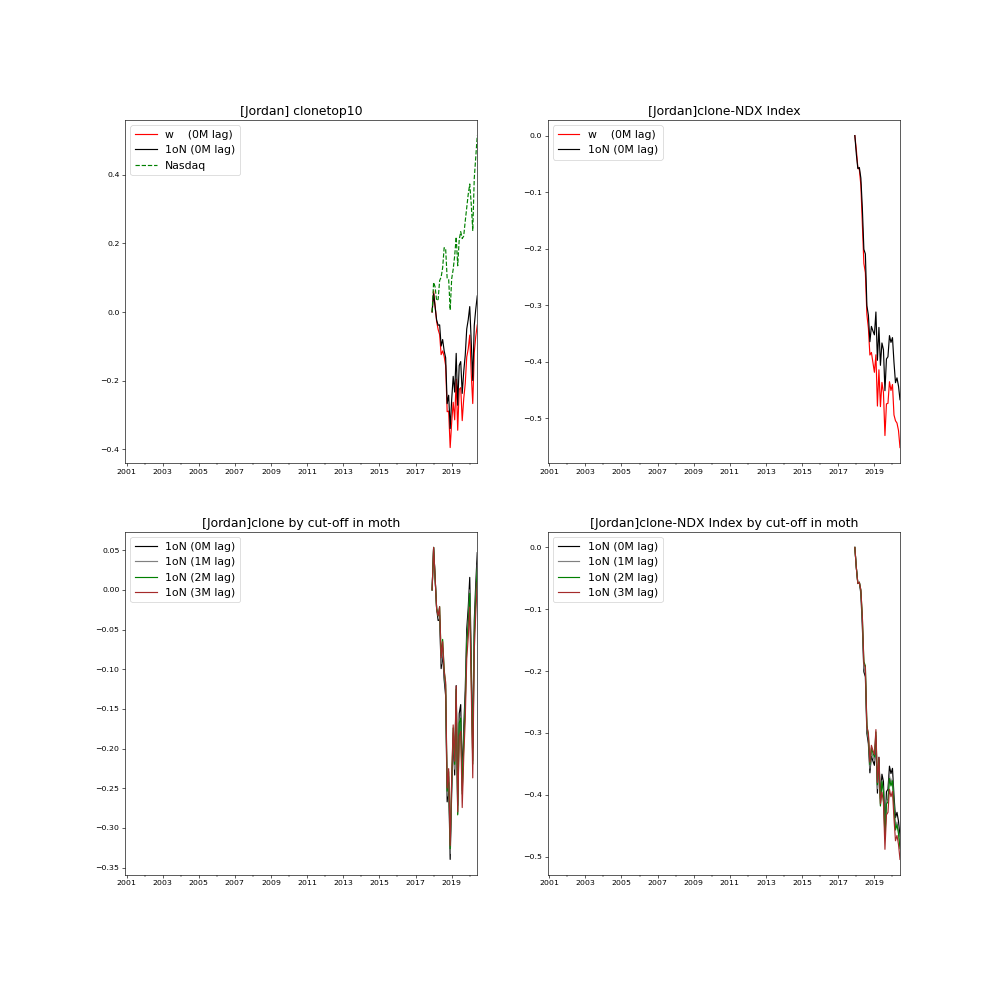 [Jordan] clonetop10
w    (0M lag)
1oN (0M lag)
Nasdaq
0.4
0.2
0.0
−0.2
−0.4
2001 2003 2005 2007 2009 2011 2013 2015 2017 2019
[Jordan]clone-NDX Index
w    (0M lag)
1oN (0M lag)
0.0
−0.1
−0.2
−0.3
−0.4
−0.5
2001 2003 2005 2007 2009 2011 2013 2015 2017 2019
[Jordan]clone by cut-off in moth
1oN (0M lag)
1oN (1M lag)
1oN (2M lag)
1oN (3M lag)
0.05
0.00
−0.05
−0.10
−0.15
−0.20
−0.25
−0.30
−0.35
2001 2003 2005 2007 2009 2011 2013 2015 2017 2019
[Jordan]clone-NDX Index by cut-off in moth
1oN (0M lag)
1oN (1M lag)
1oN (2M lag)
1oN (3M lag)
0.0
−0.1
−0.2
−0.3
−0.4
−0.5
2001 2003 2005 2007 2009 2011 2013 2015 2017 2019